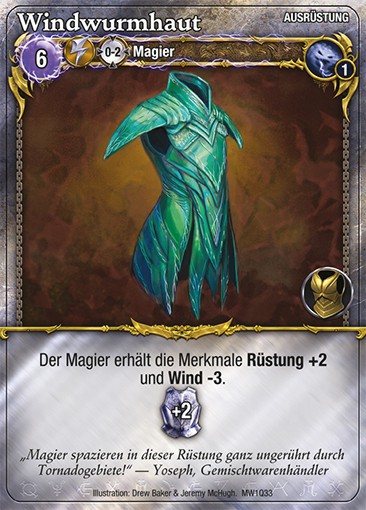 Windwurmhaut
AUSRÜSTUNG
6
0-2
Magier
1
Der Magier erhält die Merkmale Rüstung +2
und Wind -3.
+2
„Magier spazieren in dieser Rüstung ganz ungerührt durch
Tornadogebiete!“ — Yoseph, Gemischtwarenhändler
Illustration: Drew Baker & Jeremy McHugh. MW1Q33